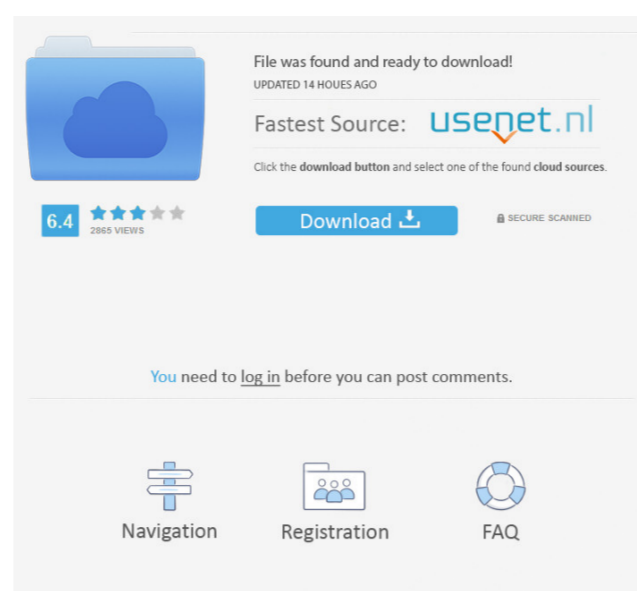 File was found and ready to download!
UPDATED 14 HOUES AGO
Fastest Source: usenet.nl
Click the download button and select one of the found cloud sources.
6.4
2865 VIEWS
Download
SECURE SCANNED
You need to log in before you can post comments.
Navigation
Registration
FAQ